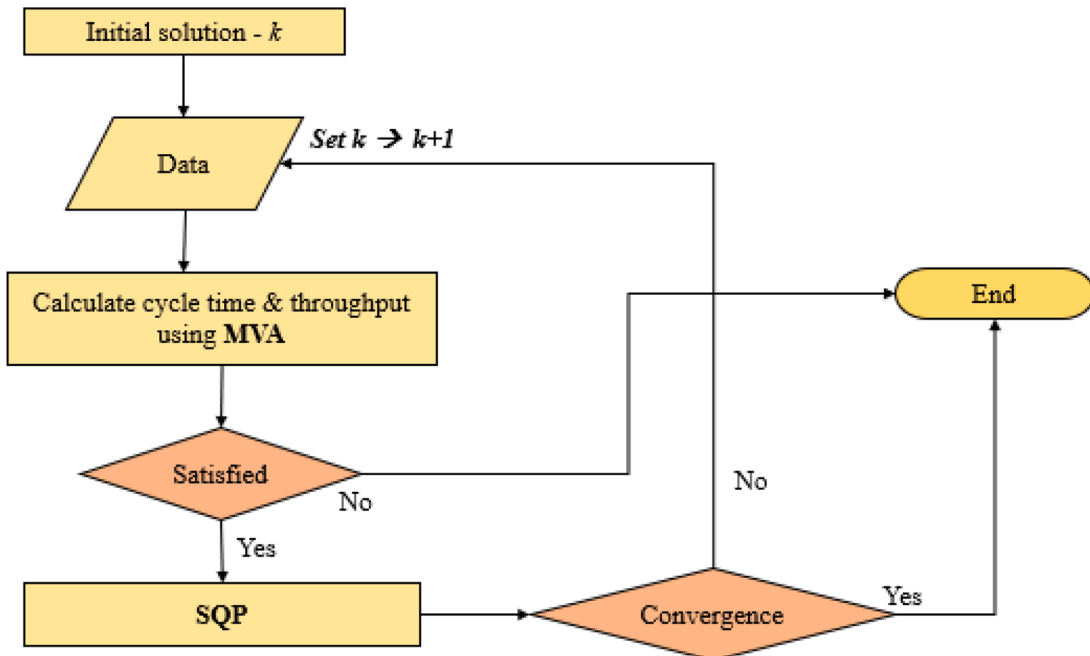 Initial solution - k
Set k → k+1
Data
Calculate cycle time & throughput
using MVA
End
Satisfied
No
No
Yes
Yes
SQP
Convergence